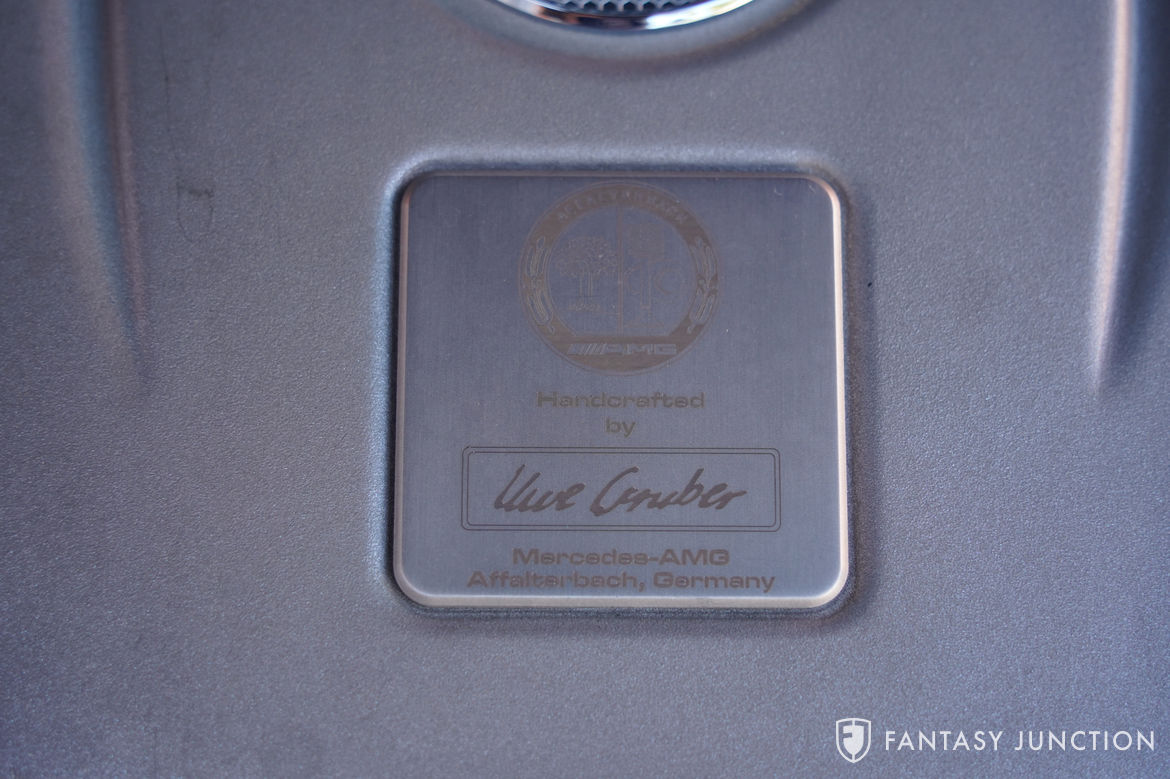 AMG
Handcrafted
by
Uwe Gruber
Mercedes-AMG
Affalterbach, Germany
FANTASY JUNCTION